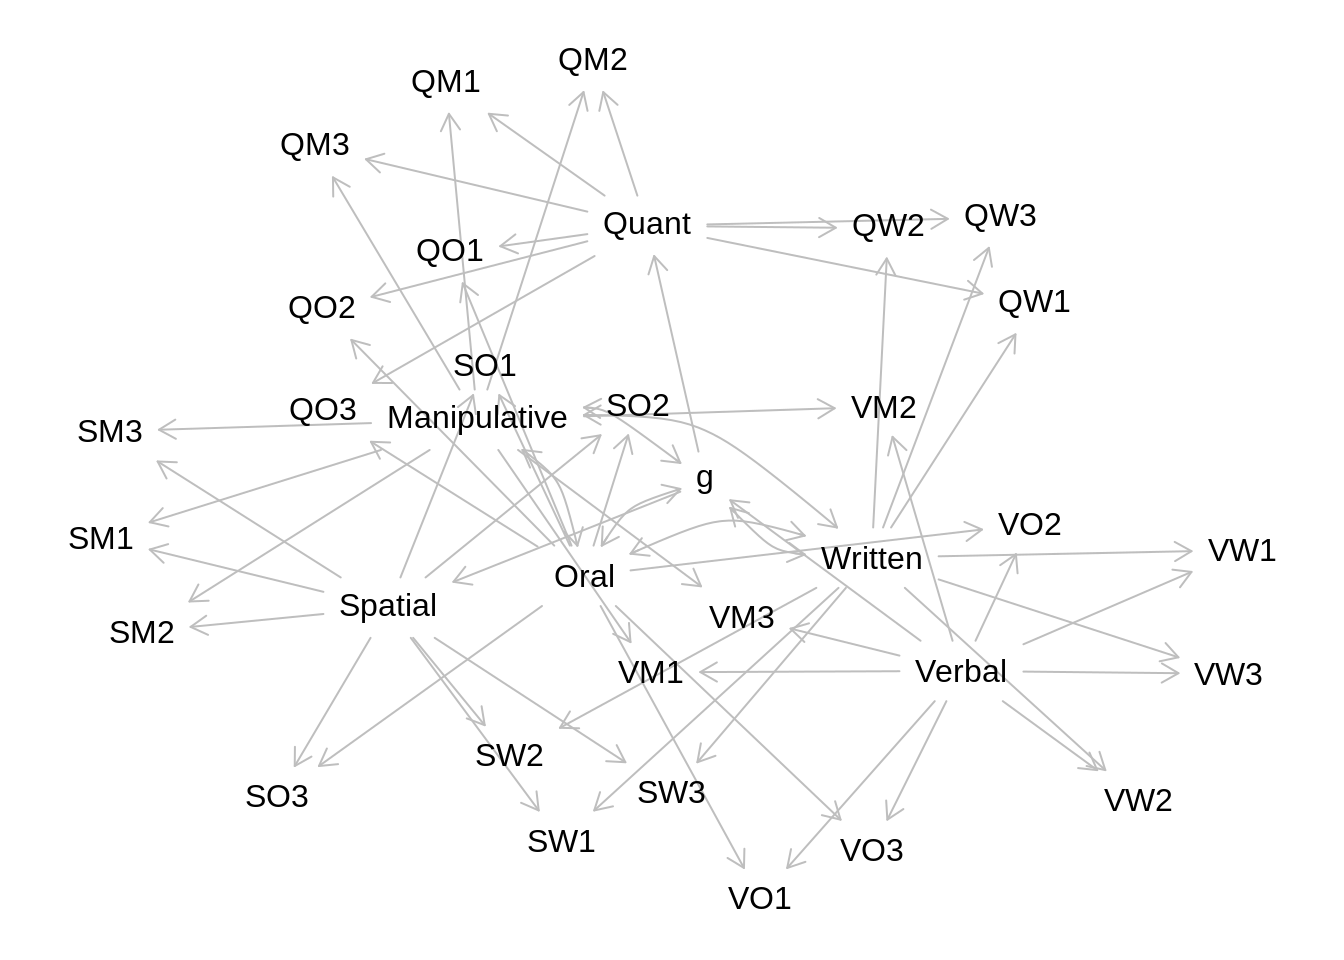 QM2
QM1
QM3
QW3
Quant
QW2
QO1
QW1
QO2
SO1
SO2
VM2
QO3
Manipulative
SM3
g
VO2
SM1
VW1
Written
Oral
Spatial
VM3
SM2
Verbal
VM1
VW3
SW2
SW3
SO3
VW2
SW1
VO3
VO1